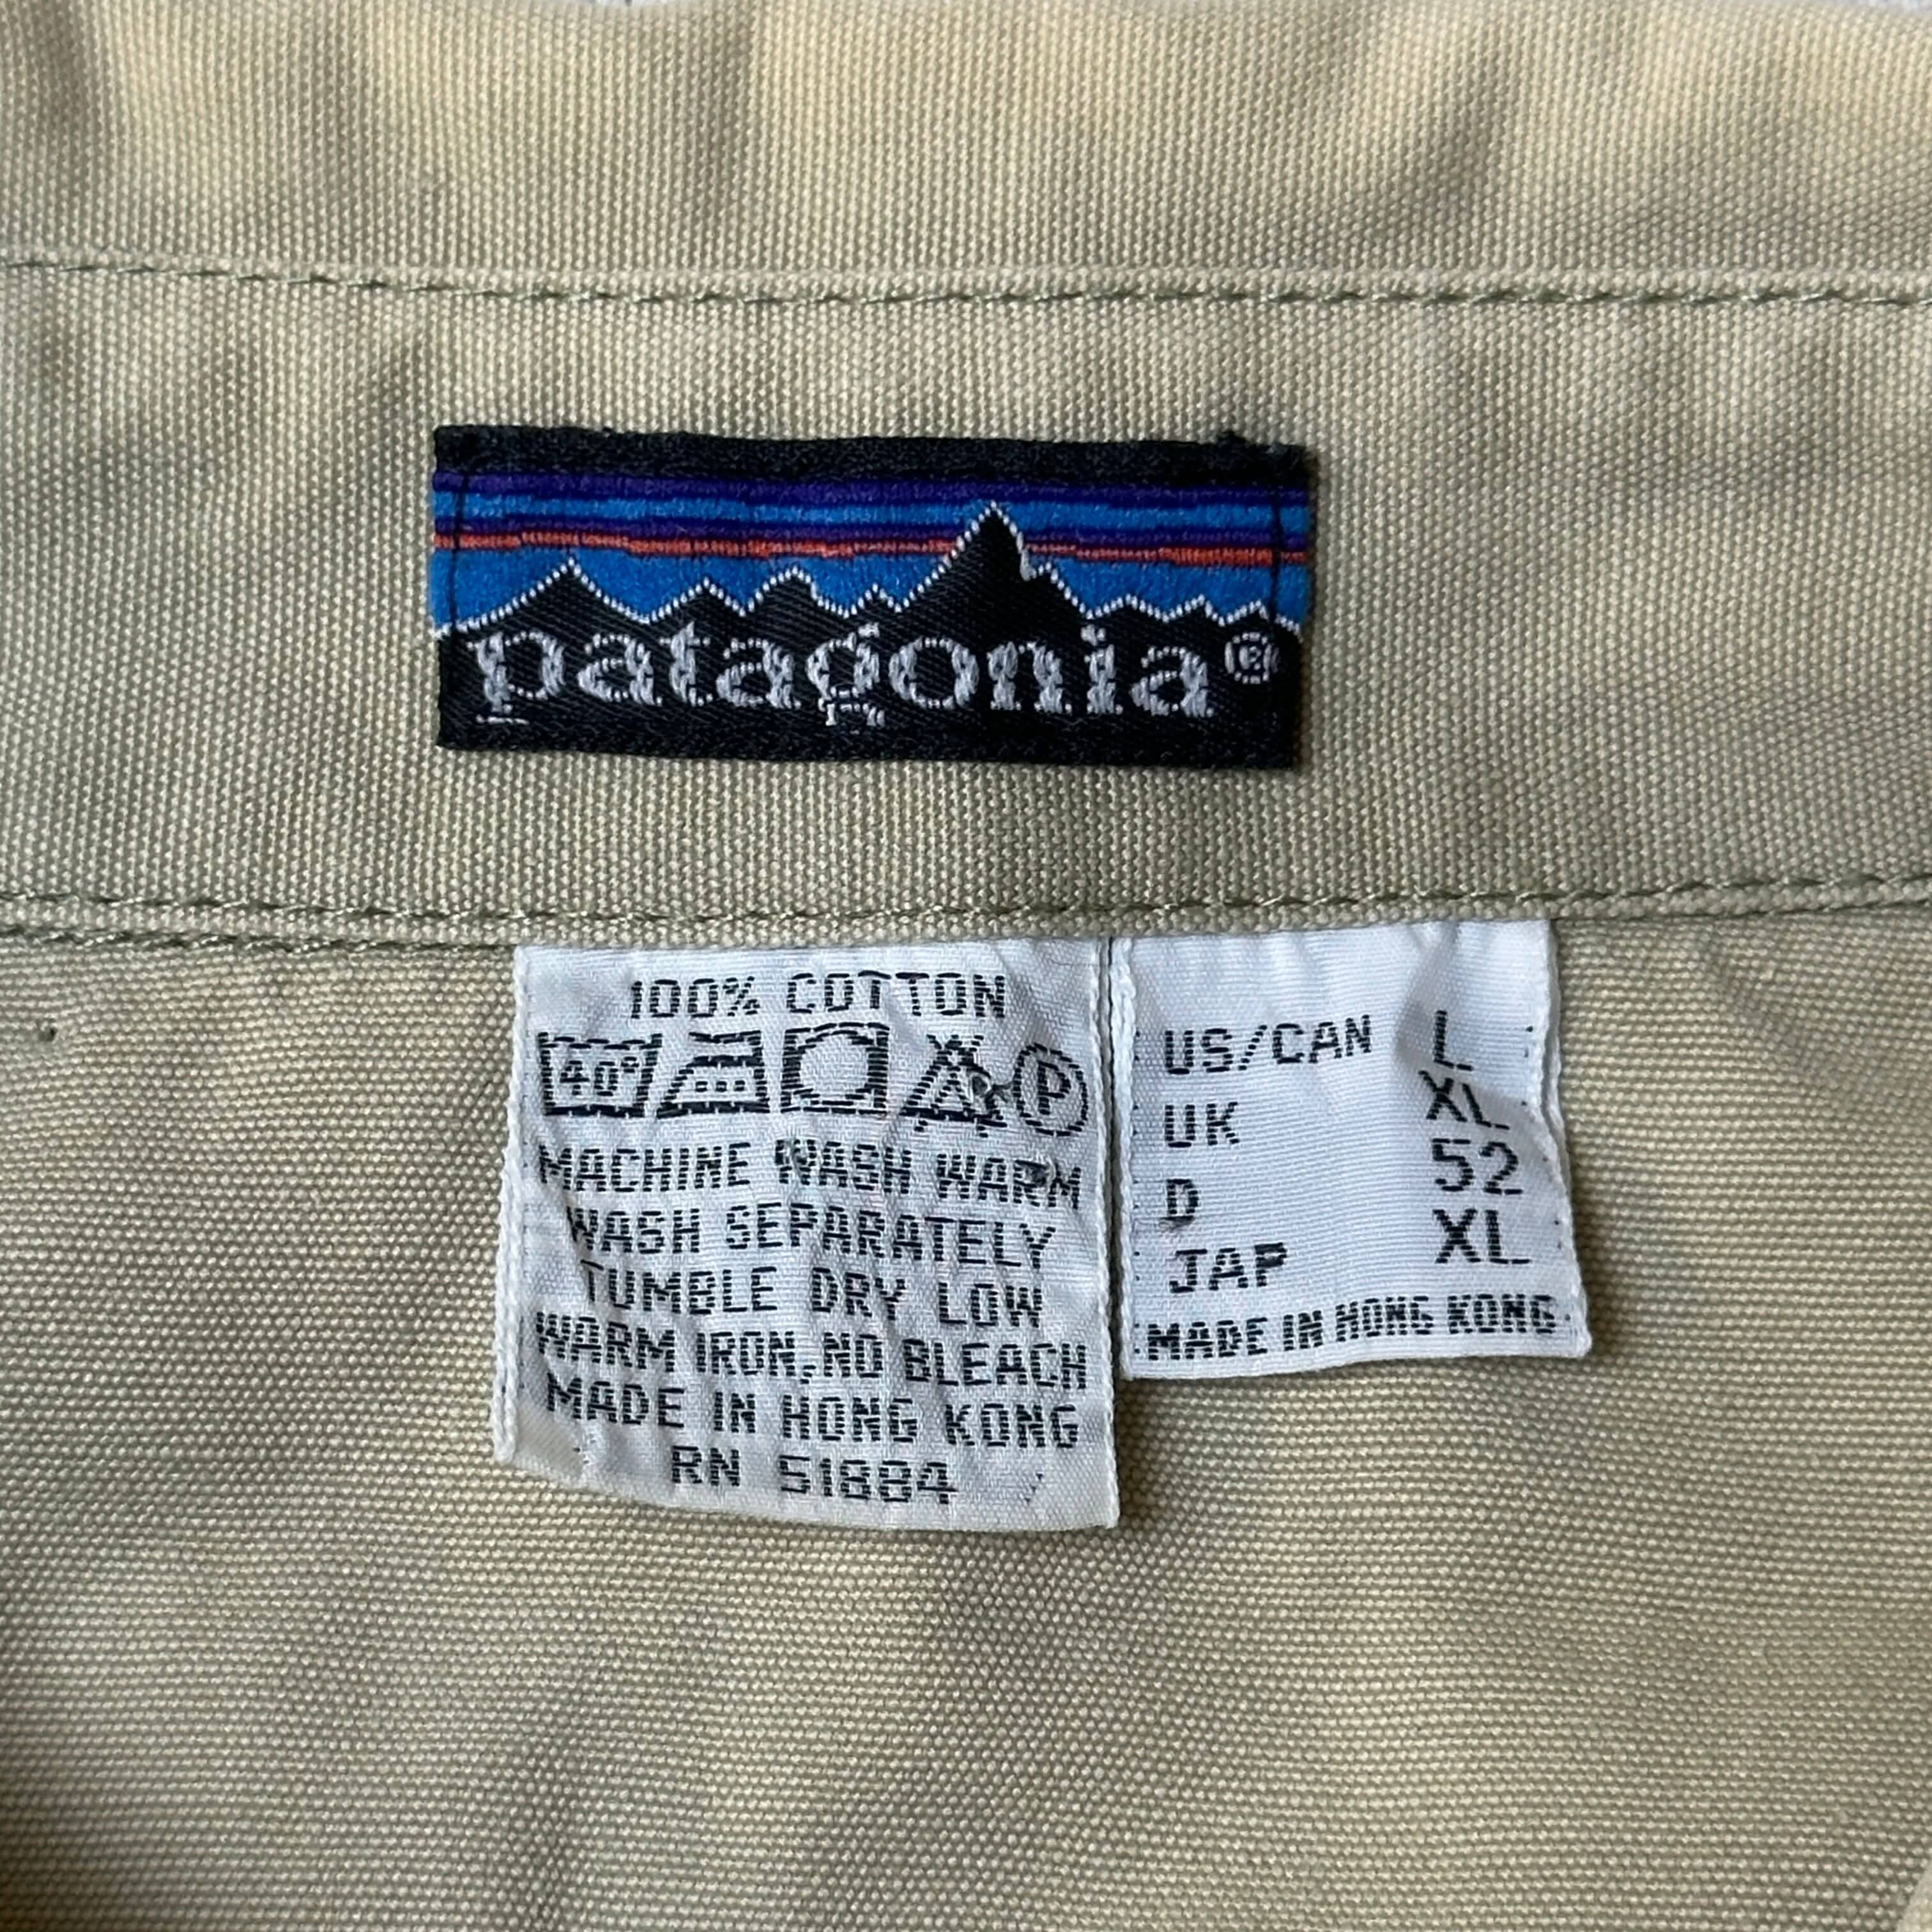 patagonia®
100% COTTON
40° P
MACHINE WASH WARM
WASH SEPARATELY
TUMBLE DRY LOW
WARM IRON, NO BLEACH
MADE IN HONG KONG
RN 51884
US/CAN L
UK XL
D 52
JAP XL
MADE IN HONG KONG